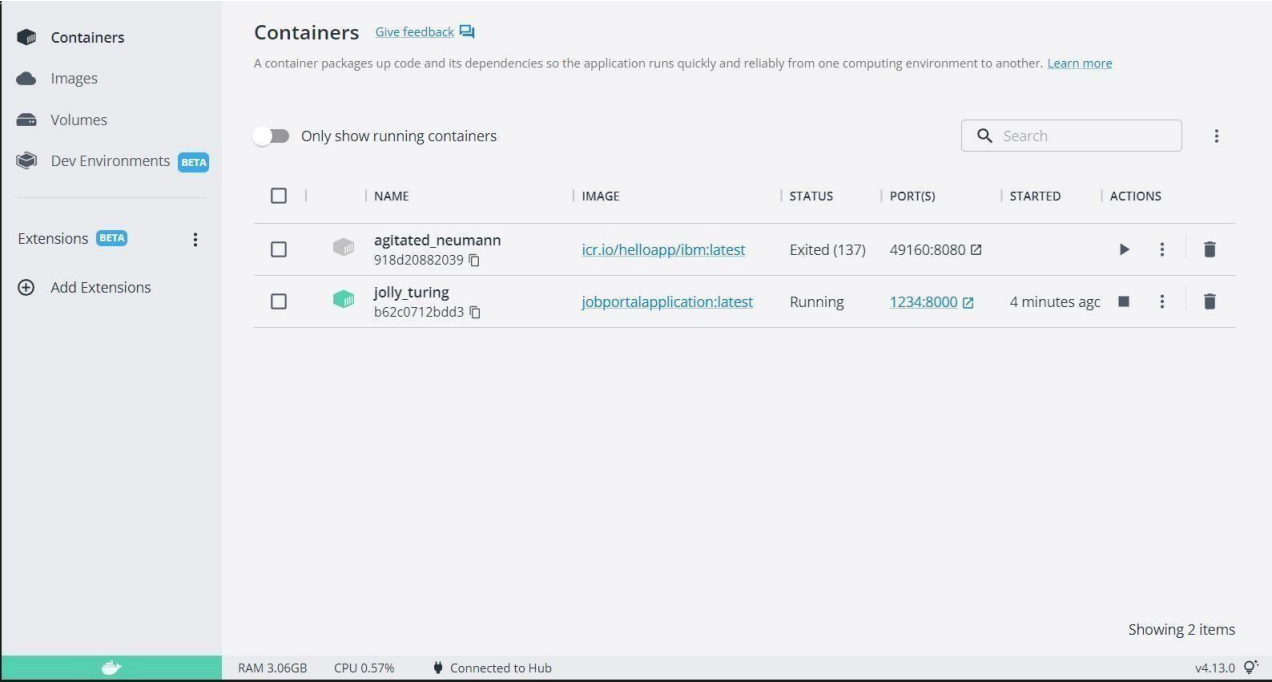 Containers
Images
Volumes
Dev Environments BETA
Extensions BETA
Add Extensions
Containers Give feedback
A container packages up code and its dependencies so the application runs quickly and reliably from one computing environment to another. Learn more
Only show running containers
Search
NAME IMAGE STATUS PORT(S) STARTED ACTIONS
agitated_neumann icr.io/helloapp/ibm:latest Exited (137) 49160:8080
918d20882039
jolly_turing jobportalapplication:latest Running 1234:8000 4 minutes agc
b62c0712bdd3
Showing 2 items
RAM 3.06GB CPU 0.57% Connected to Hub v4.13.0